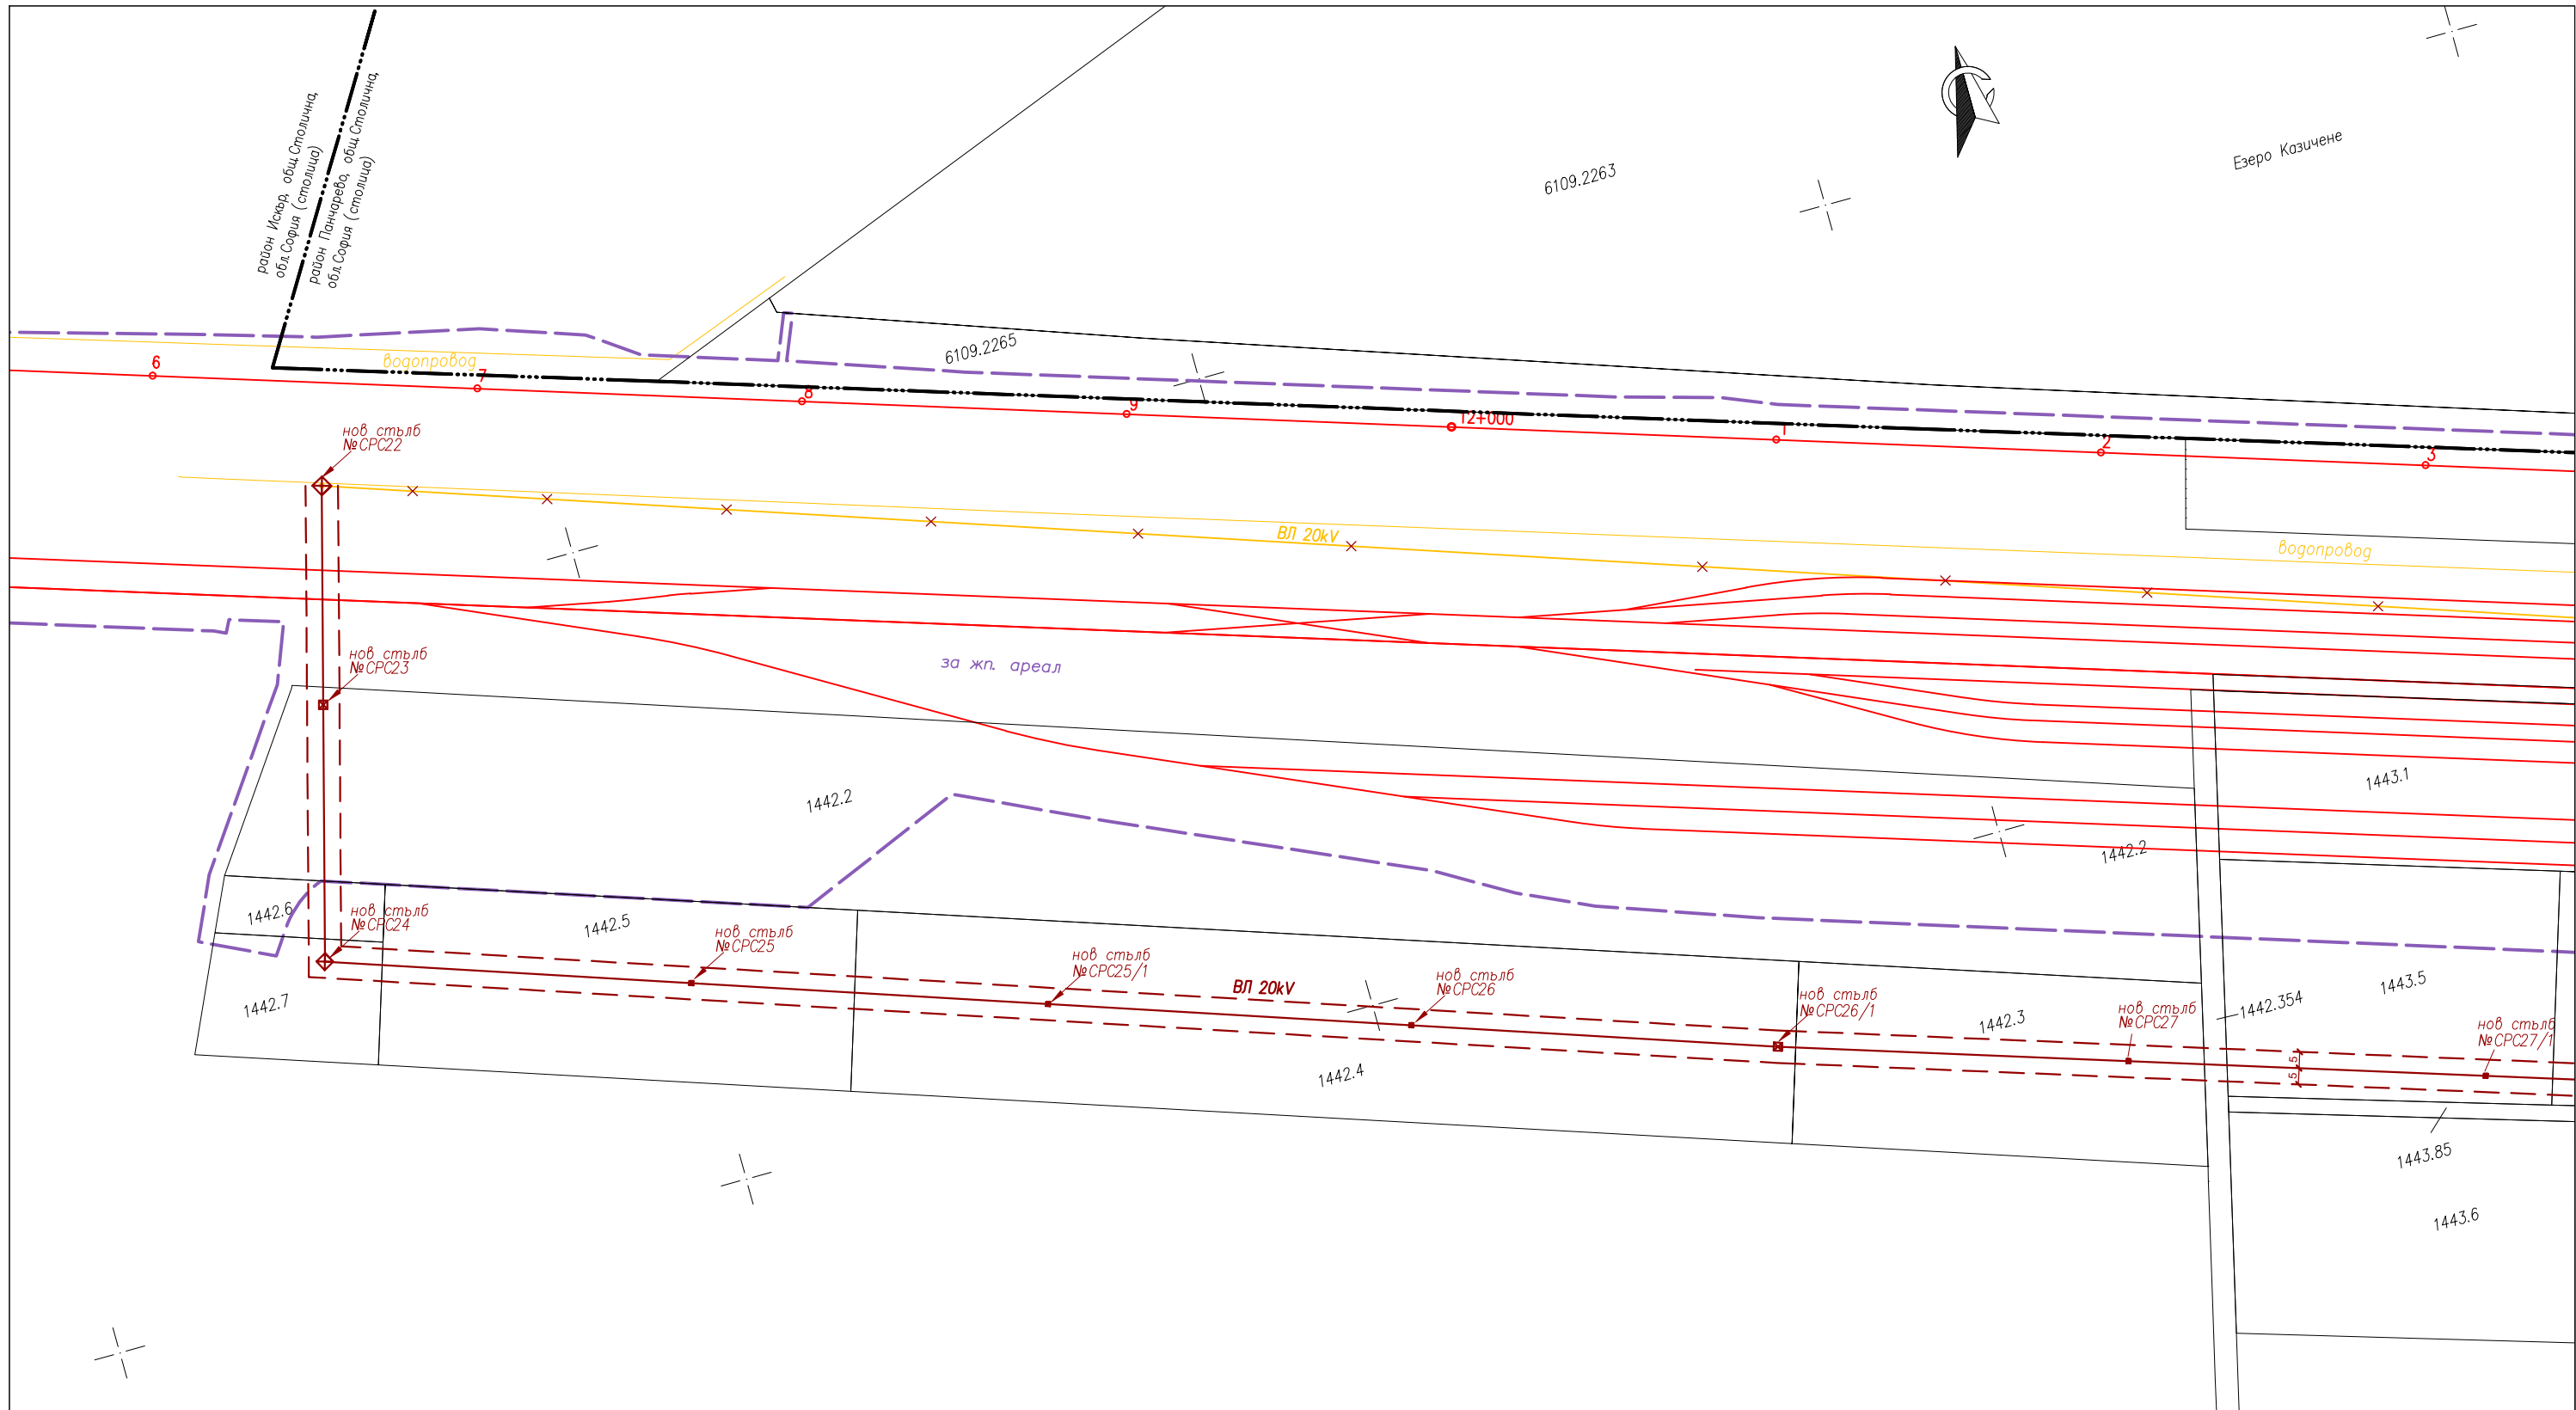 район Искър, общ.Столична,
обл.София (столица)
район Панчарево, общ.Столична,
обл.София (столица)
6109.2263
Езеро Казичене
6109.2265
водопровод
6
7
8
9
12+000
1
2
3
нов стълб
№СРС22
ВЛ 20kV
водопровод
нов стълб
№СРС23
за жп. ареал
1442.2
1443.1
1442.2
1442.6
нов стълб
№СРС24
1442.5
нов стълб
№СРС25
нов стълб
№СРС25/1
ВЛ 20kV
нов стълб
№СРС26
нов стълб
№СРС26/1
1442.3
нов стълб
№СРС27
1442.354
1443.5
нов стълб
№СРС27/1
1442.7
1442.4
5
5
1443.85
1443.6